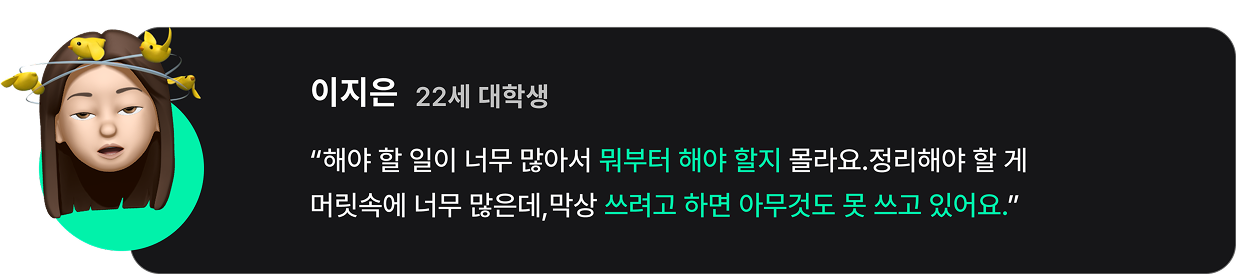 이지은 22세 대학생
“해야 할 일이 너무 많아서 뭐부터 해야 할지 몰라요.정리해야 할 게
머릿속에 너무 많은데,막상 쓰려고 하면 아무것도 못 쓰고 있어요.”